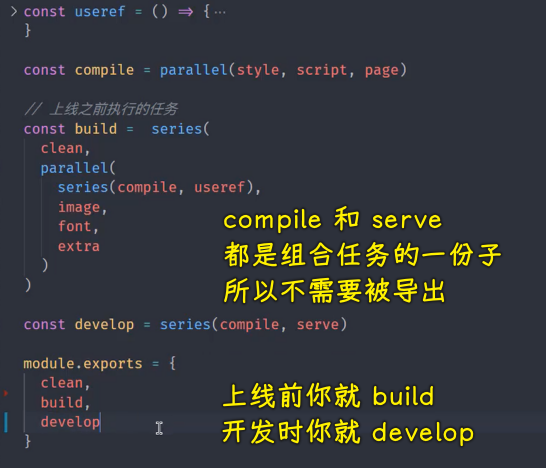 const useref = () => {...
}
const compile = parallel(style, script, page)
// 上线之前执行的任务
const build =  series(
  clean,
  parallel(
    series(compile, useref),
    image,
    font,
    extra
  )
)
compile 和 serve
都是组合任务的一份子
所以不需要被导出
const develop = series(compile, serve)
module.exports = {
  clean,
  build,
  develop
}
上线前你就 build
开发时你就 develop